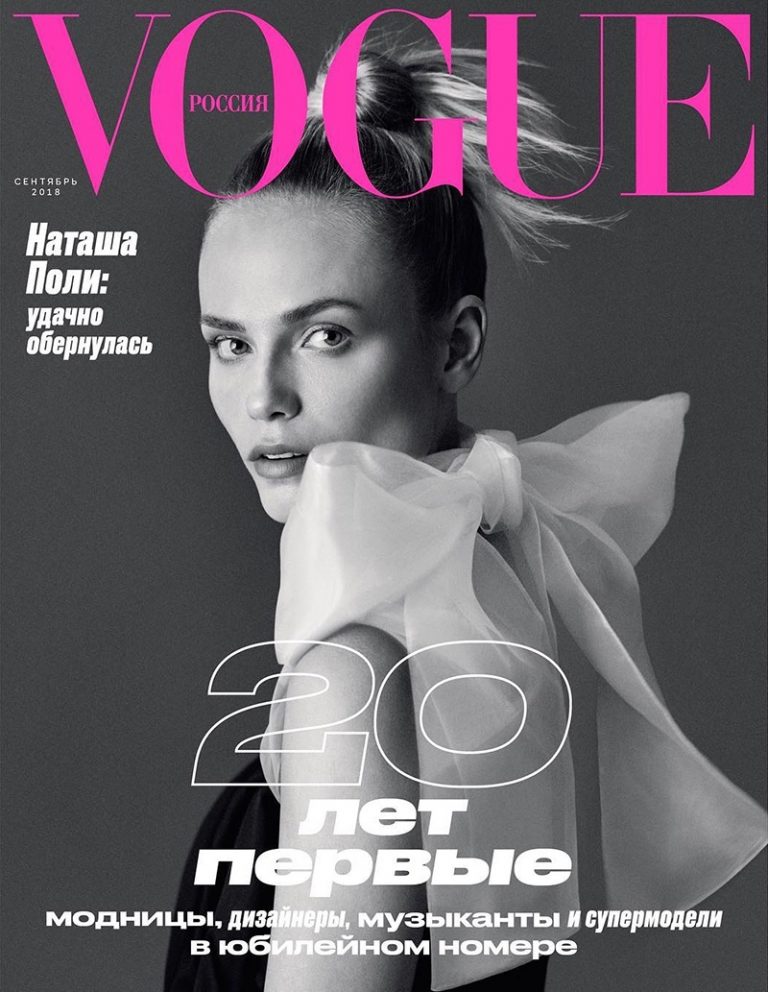 VOGUE
РОССИЯ
СЕНТЯБРЬ
2018
Наташа
Поли:
удачно
обернулась
20
лет
первые
модницы, дизайнеры, музыканты и супермодели
в юбилейном номере